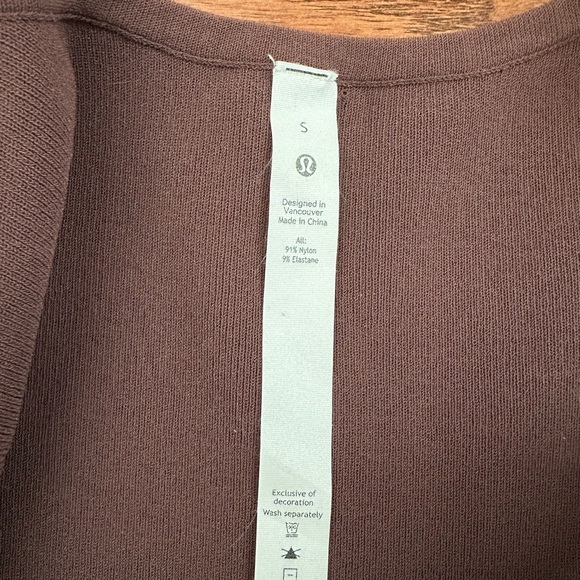 S
Designed in
Vancouver
Made in China
All:
91% Nylon
9% Elastane
Exclusive of
decoration
Wash separately